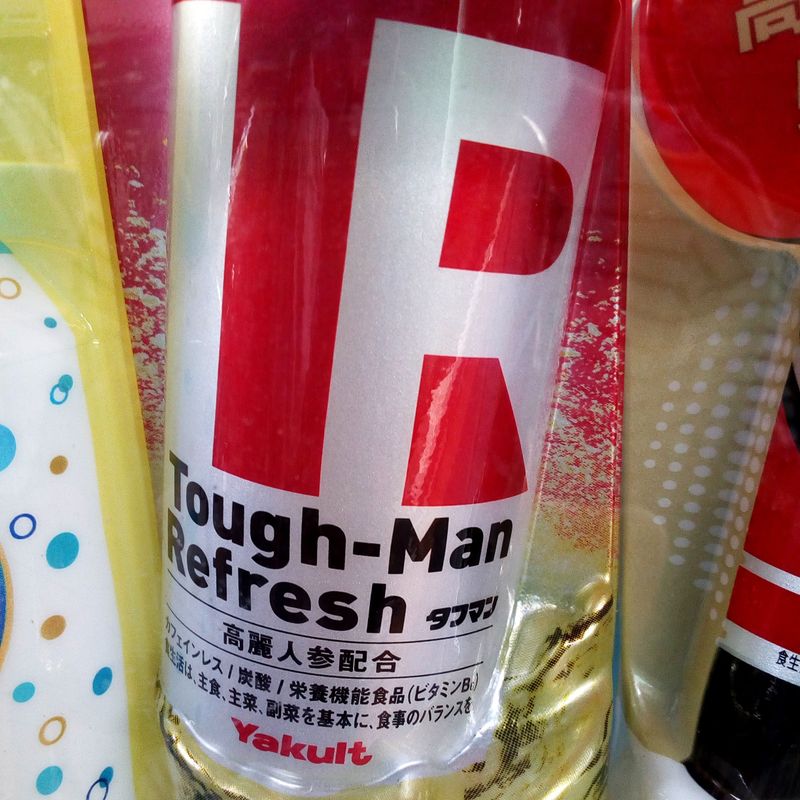 R
Tough-Man
Refresh タフマン
高麗人参配合
カフェインレス/炭酸/栄養機能食品(ビタミンB₆)
食生活は、主食、主菜、副菜を基本に、食事のバランスを
Yakult
高
食生